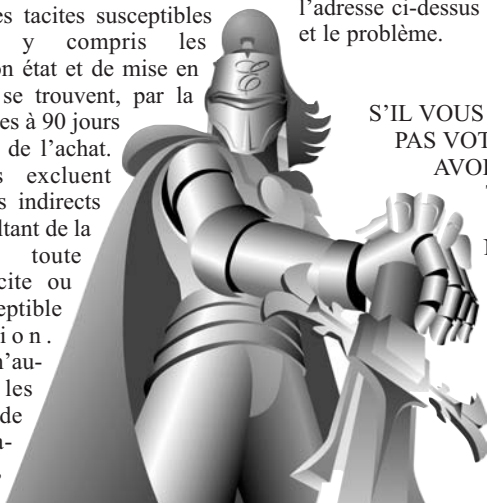 es tacites susceptibles
y compris les
on état et de mise en
se trouvent, par la
es à 90 jours
de l'achat.
s excluent
s indirects
ltant de la
toute
cite ou
eptible
i o n .
n'au-
les
de
a-
l'adresse ci-dessus
et le problème.
S'IL VOUS
PAS VOT
AVOI